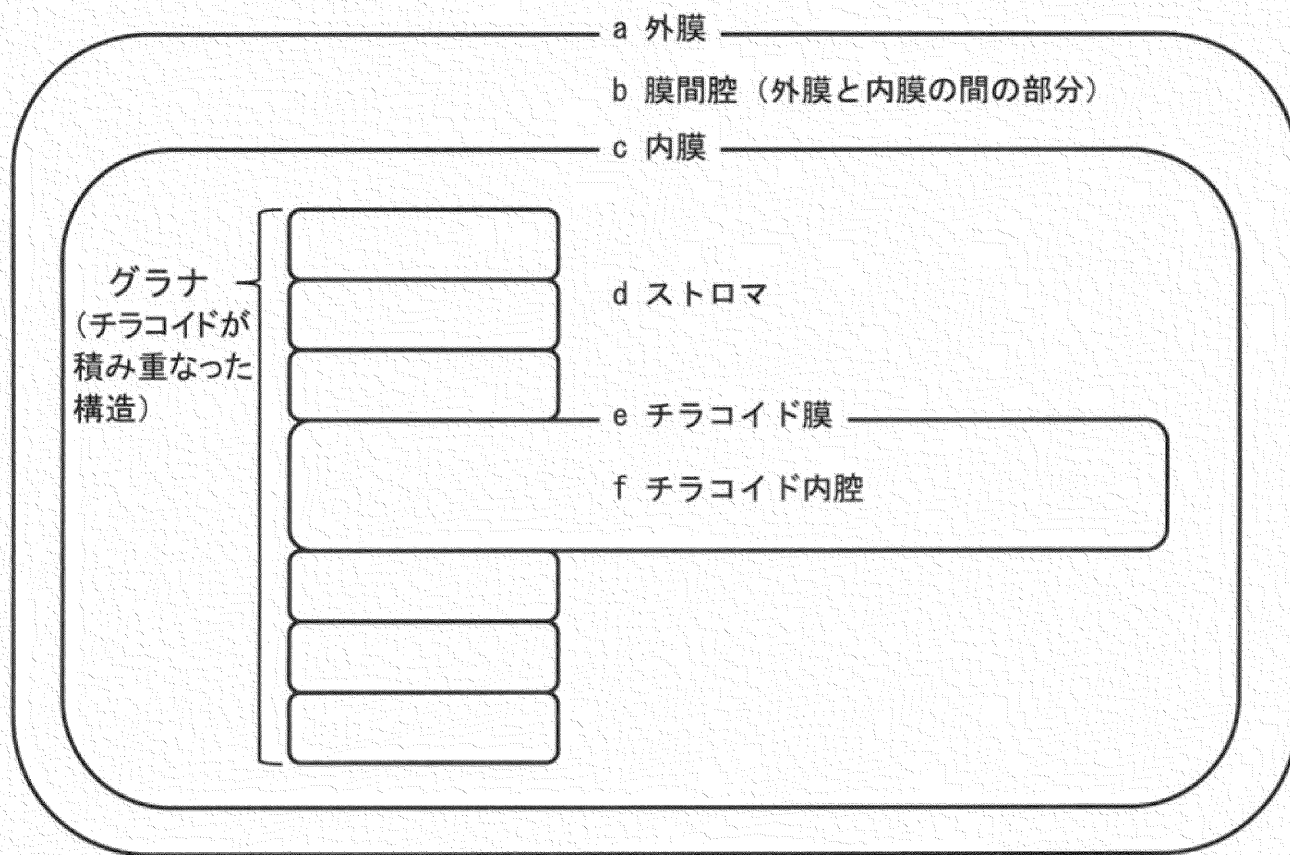 a 外膜
b 膜間腔（外膜と内膜の間の部分）
c 内膜
グラナ
（チラコイドが
積み重なった
構造）
d ストロマ
e チラコイド膜
f チラコイド内腔